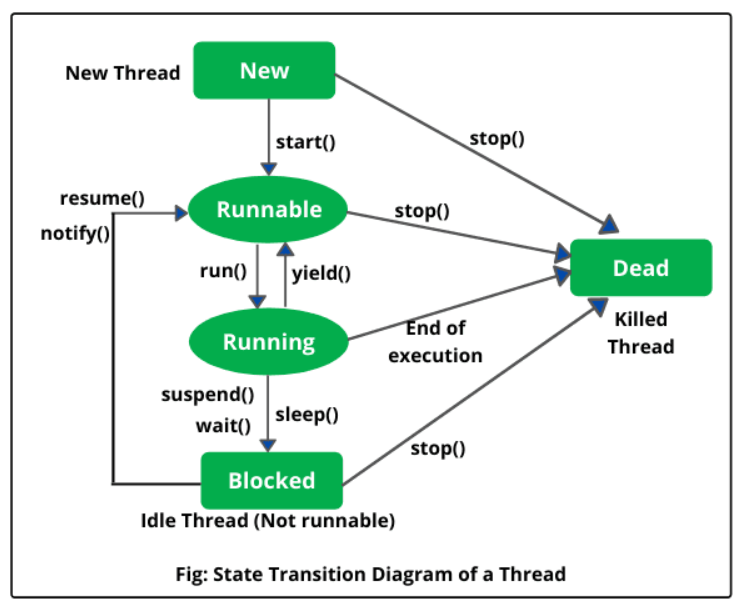 New Thread
New
start()
stop()
resume()
notify()
Runnable
stop()
run()
yield()
Dead
Killed
Thread
Running
End of
execution
suspend()
wait()
sleep()
stop()
Blocked
Idle Thread (Not runnable)
Fig: State Transition Diagram of a Thread